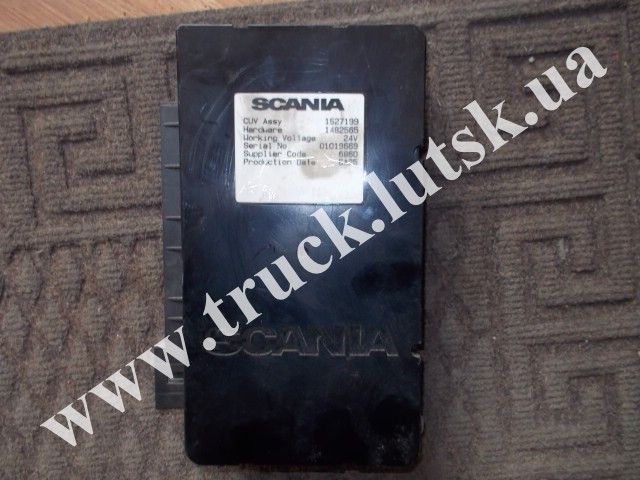 SCANIA
CUV Assy 1527199
Hardware 1482565
Working Voltage 24V
Serial No 01019669
Supplier Code 6860
Production Date
SCANIA
www.truck.lutsk.ua